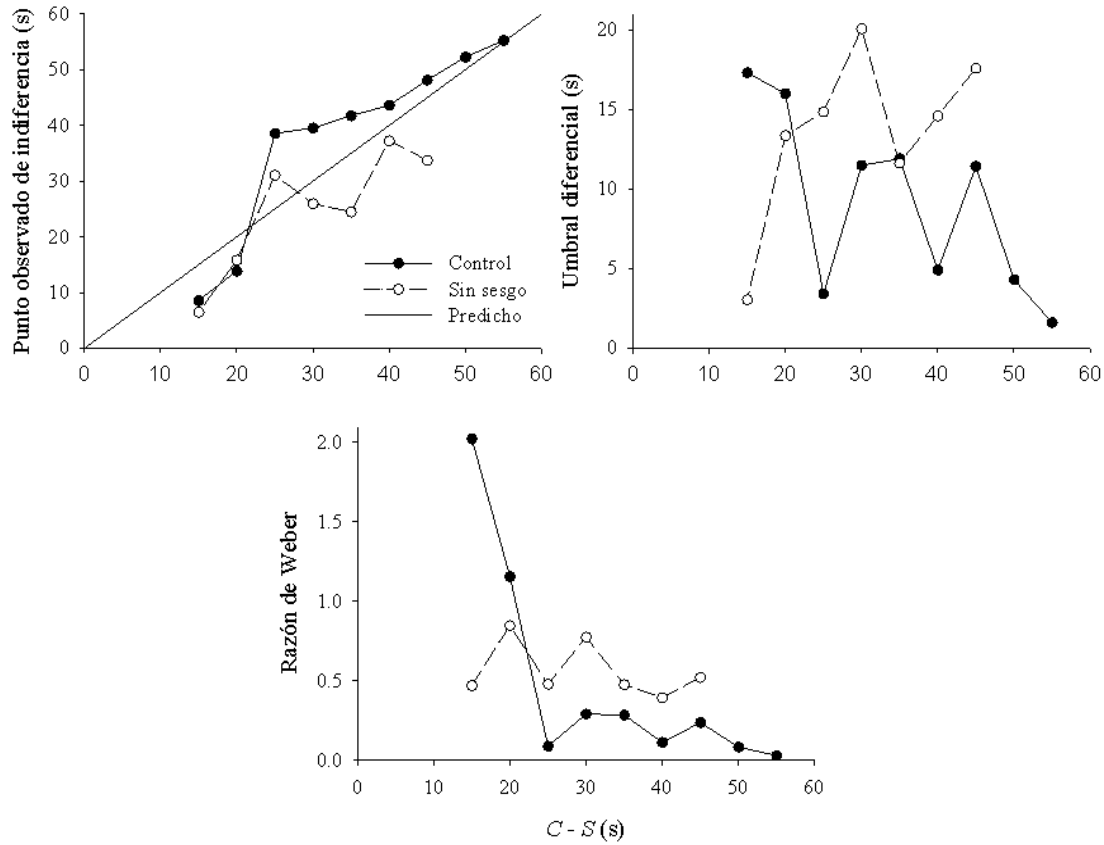 Punto observado de indiferencia (s)
60
50
40
30
20
10
0
Control
Sin sesgo
Predicho
0 10 20 30 40 50 60
Umbral diferencial (s)
20
15
10
5
0
0 10 20 30 40 50 60
Razón de Weber
2.0
1.5
1.0
0.5
0.0
0 10 20 30 40 50 60
C - S (s)